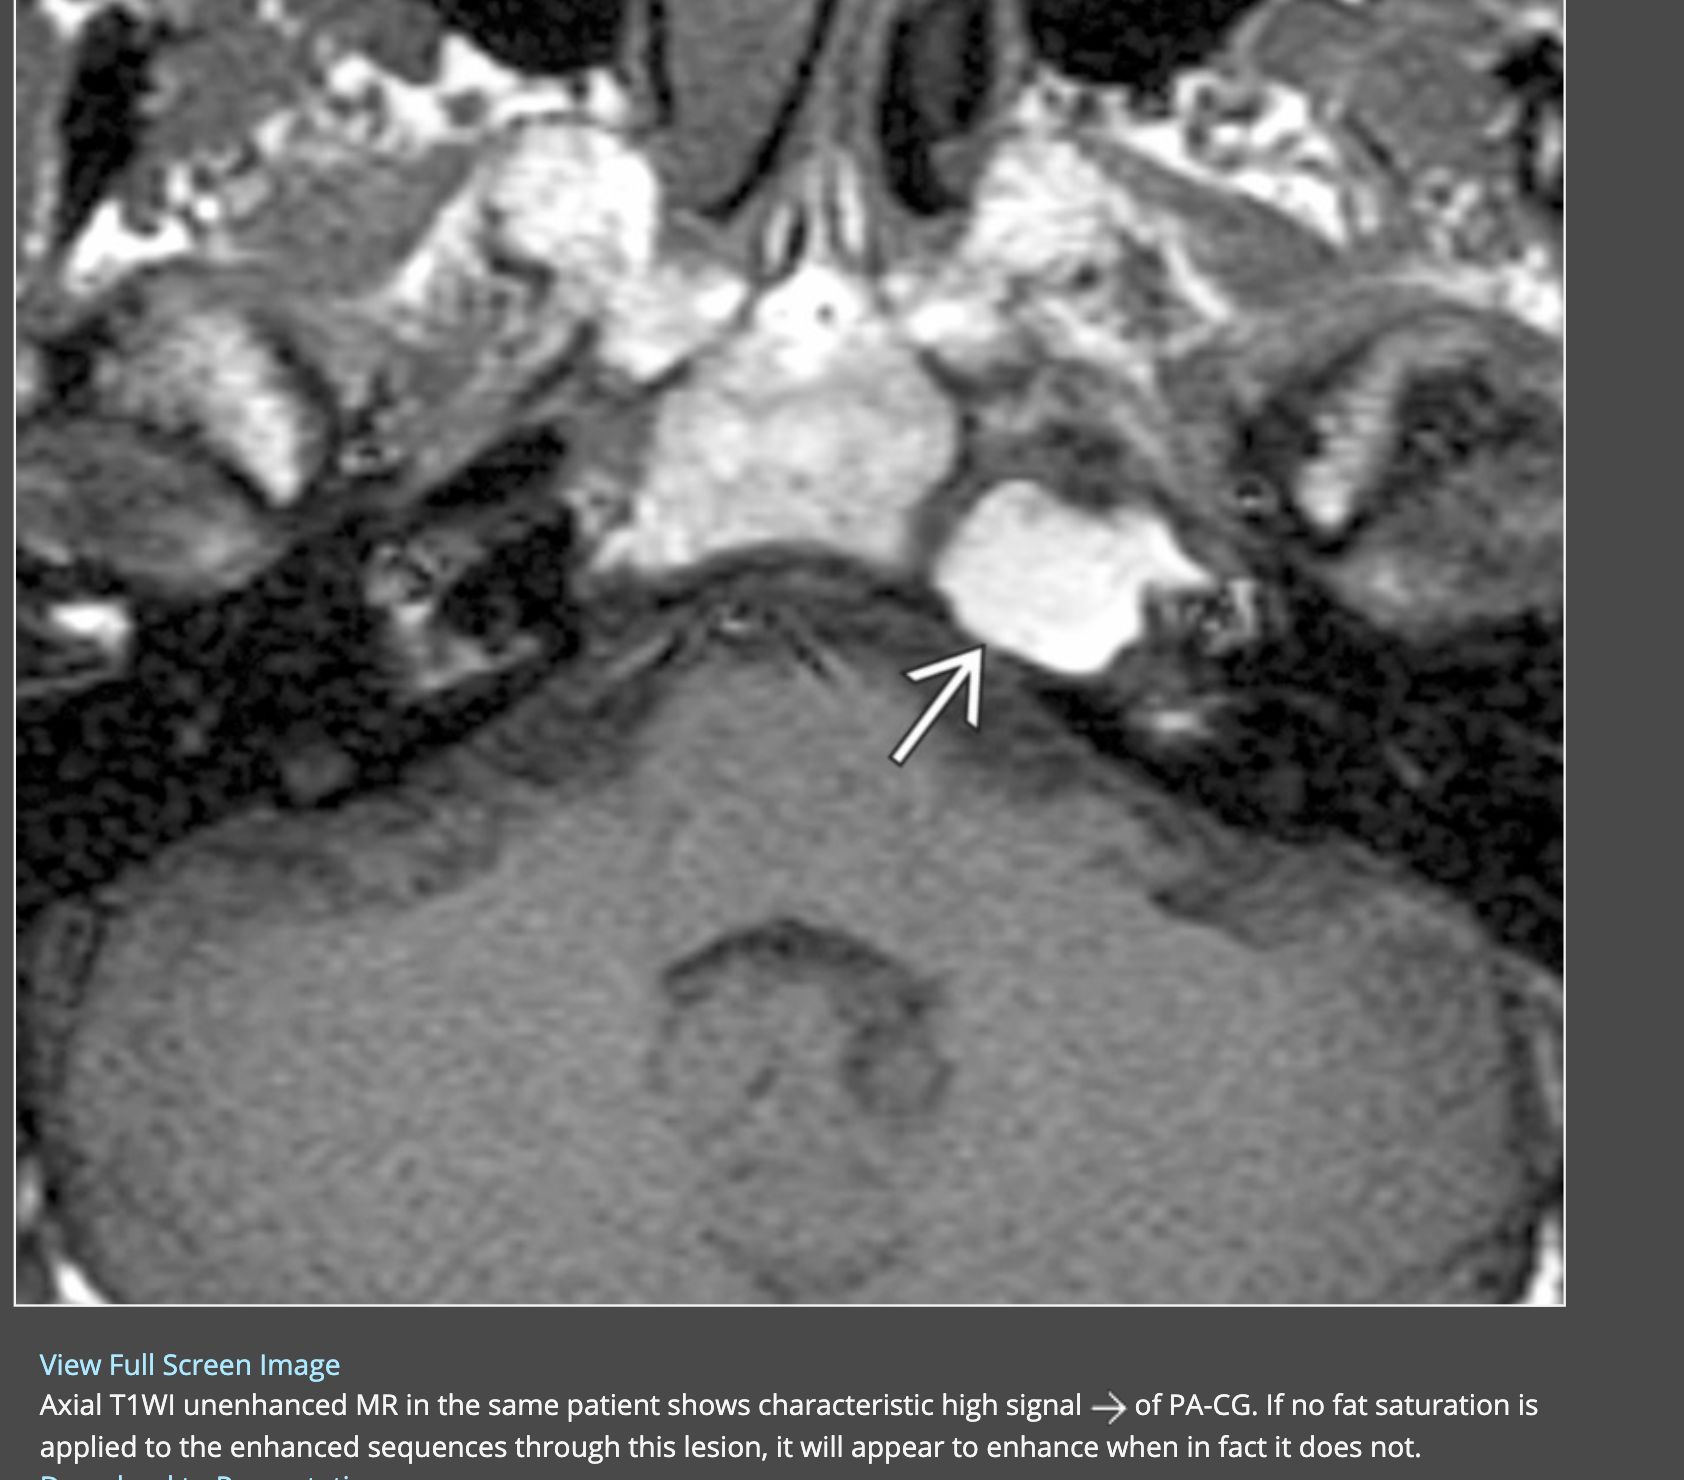 View Full Screen Image
Axial T1WI unenhanced MR in the same patient shows characteristic high signal → of PA-CG. If no fat saturation is
applied to the enhanced sequences through this lesion, it will appear to enhance when in fact it does not.